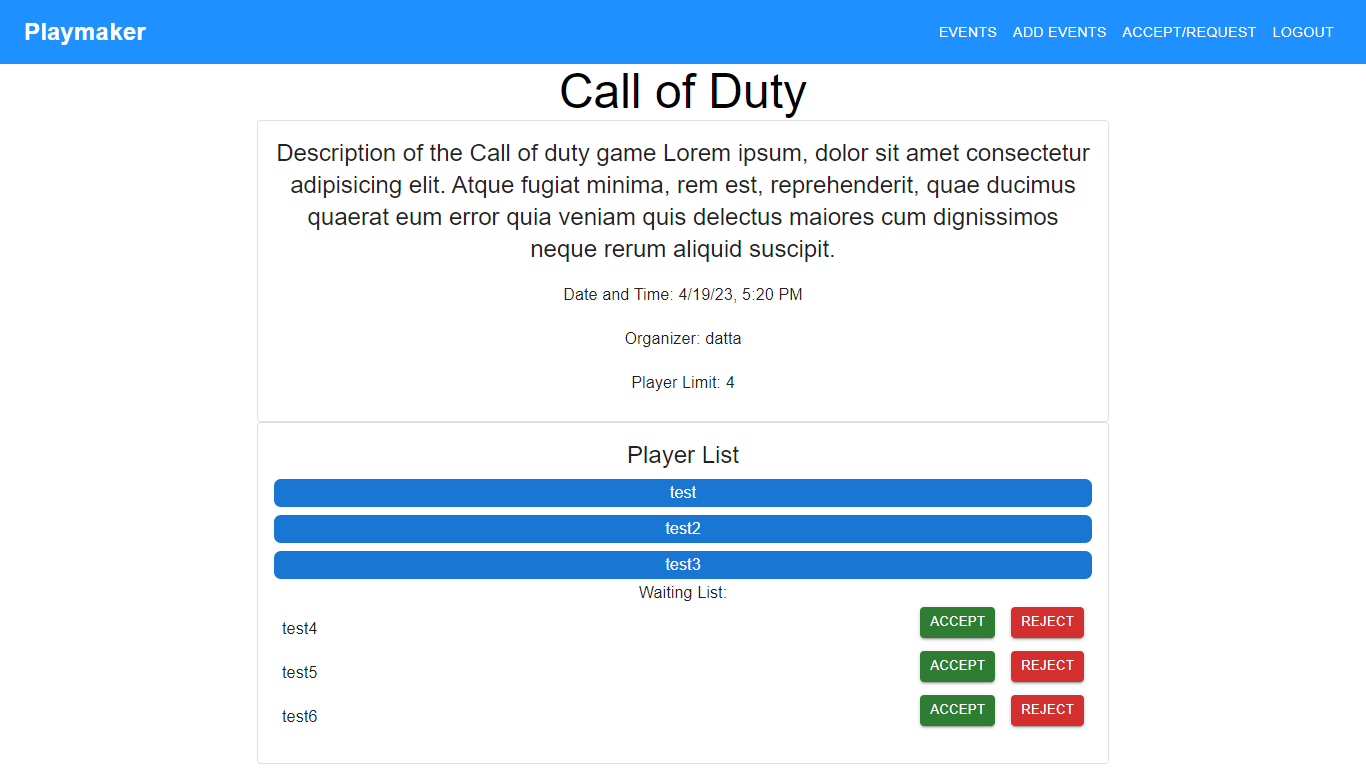 Playmaker
EVENTS ADD EVENTS ACCEPT/REQUEST LOGOUT
Call of Duty
Description of the Call of duty game Lorem ipsum, dolor sit amet consectetur
adipisicing elit. Atque fugiat minima, rem est, reprehenderit, quae ducimus
quaerat eum error quia veniam quis delectus maiores cum dignissimos
neque rerum aliquid suscipit.
Date and Time: 4/19/23, 5:20 PM
Organizer: datta
Player Limit: 4
Player List
test
test2
test3
Waiting List:
test4 ACCEPT REJECT
test5 ACCEPT REJECT
test6 ACCEPT REJECT